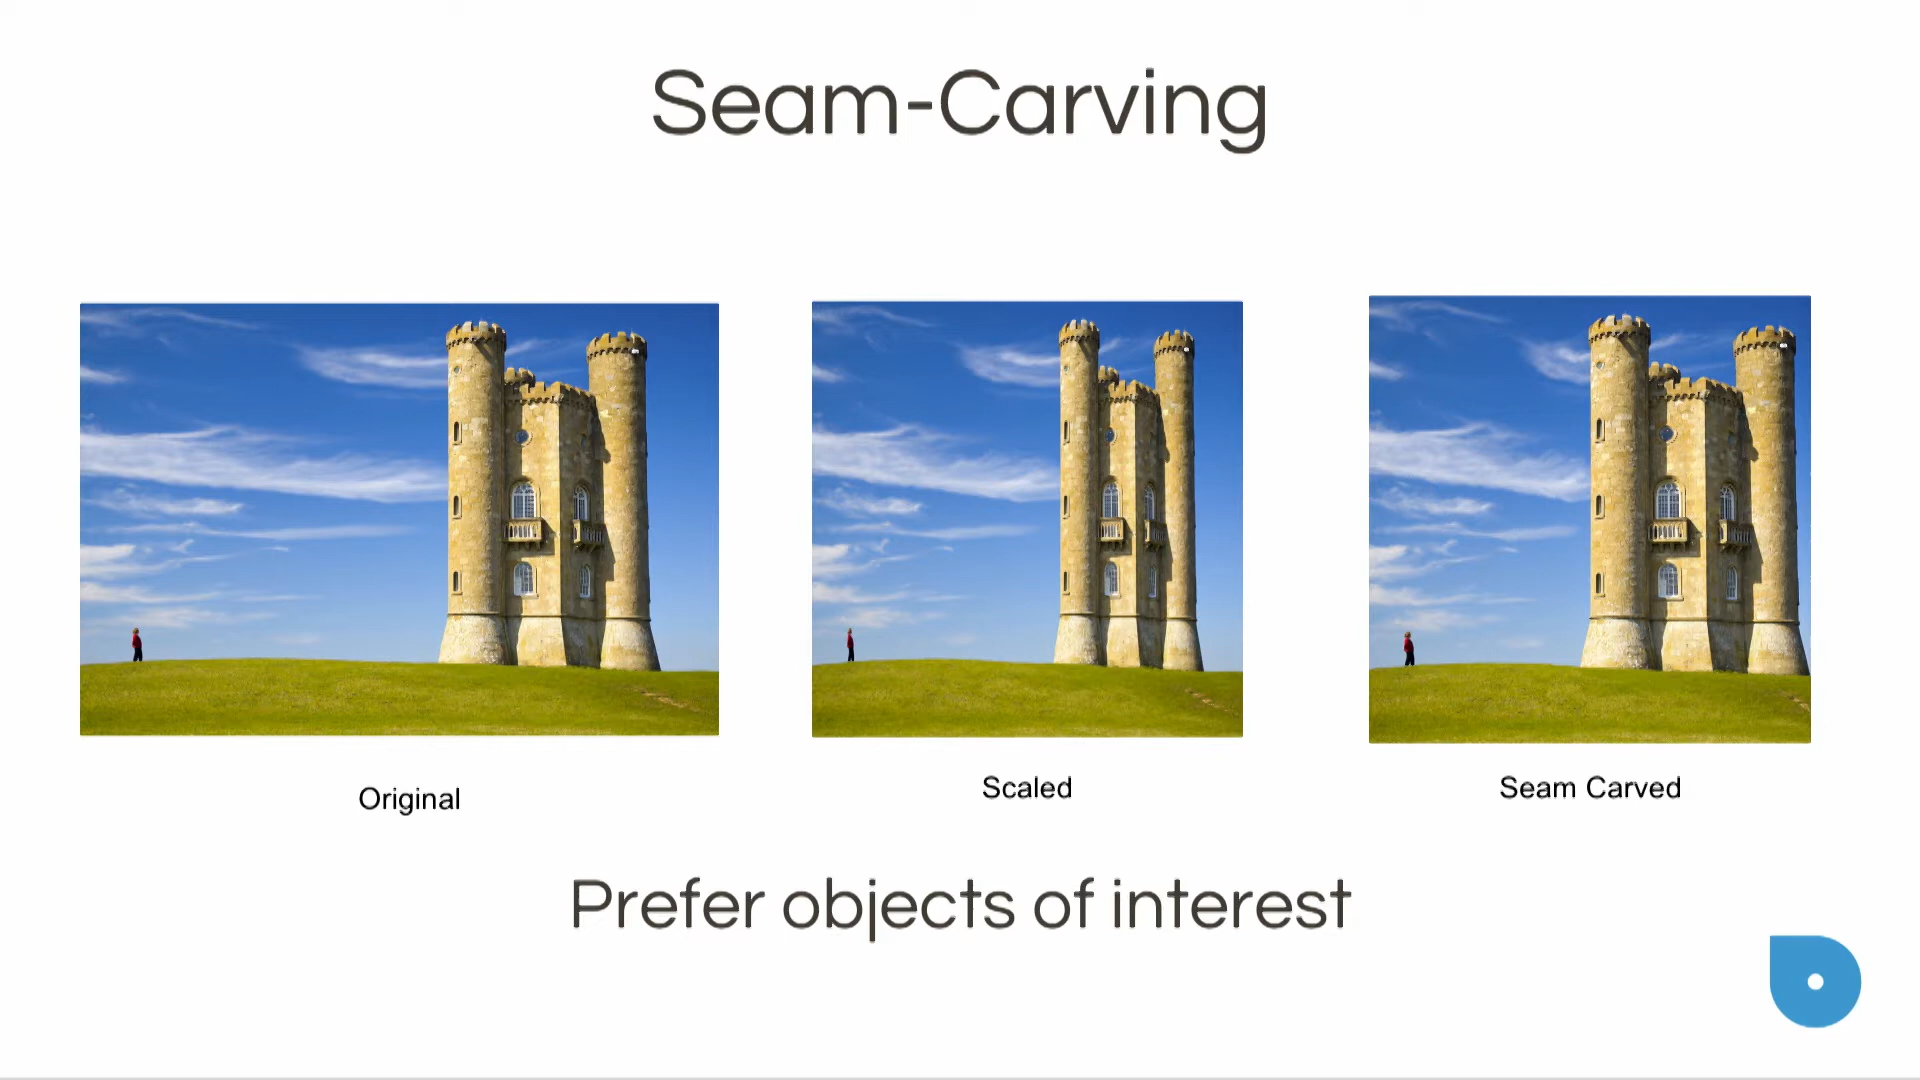 Seam-Carving
Original
Scaled
Seam Carved
Prefer objects of interest